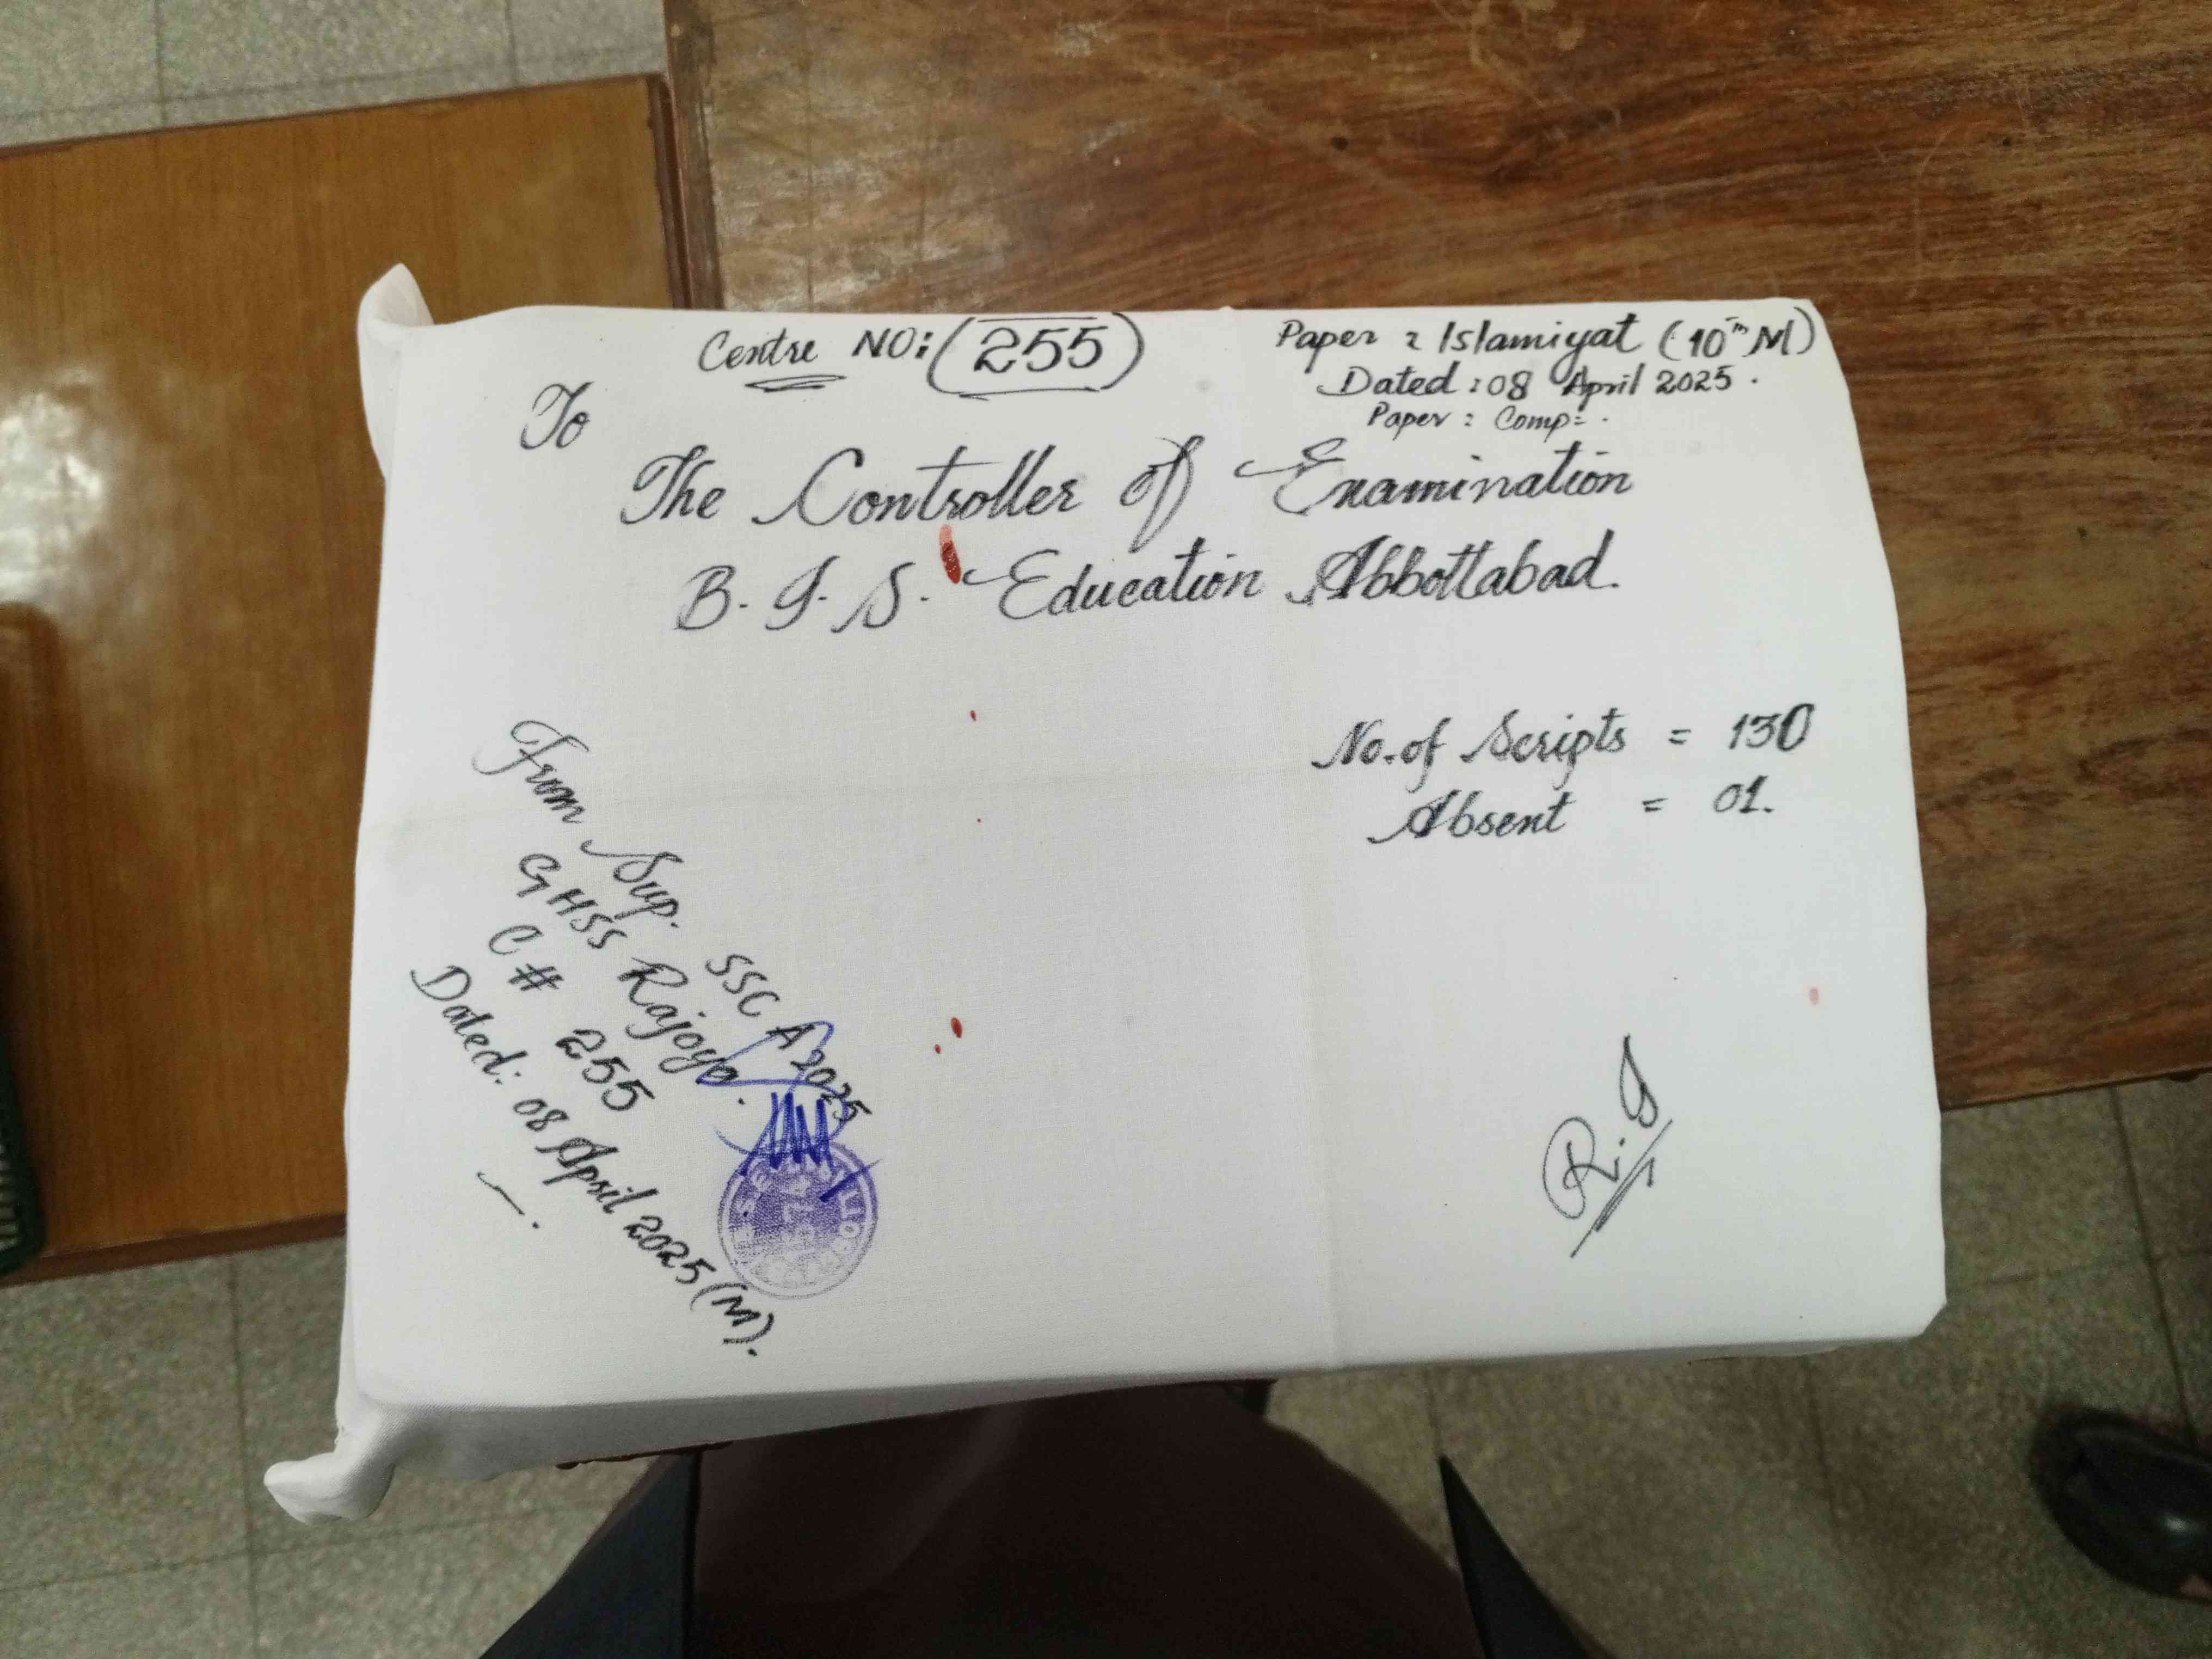 Centre NO: (255)
Paper : Islamiyat (10th M)
Dated : 08 April 2025.
Paper : Comp=.
To
The Controller of Examination
B. I. S. Education Abbottabad.
No. of Scripts = 130
Absent = 01.
From Sup. SSC A 2025
GHSS Rajoya.
C # 255
Dated: 08 April 2025 (M).